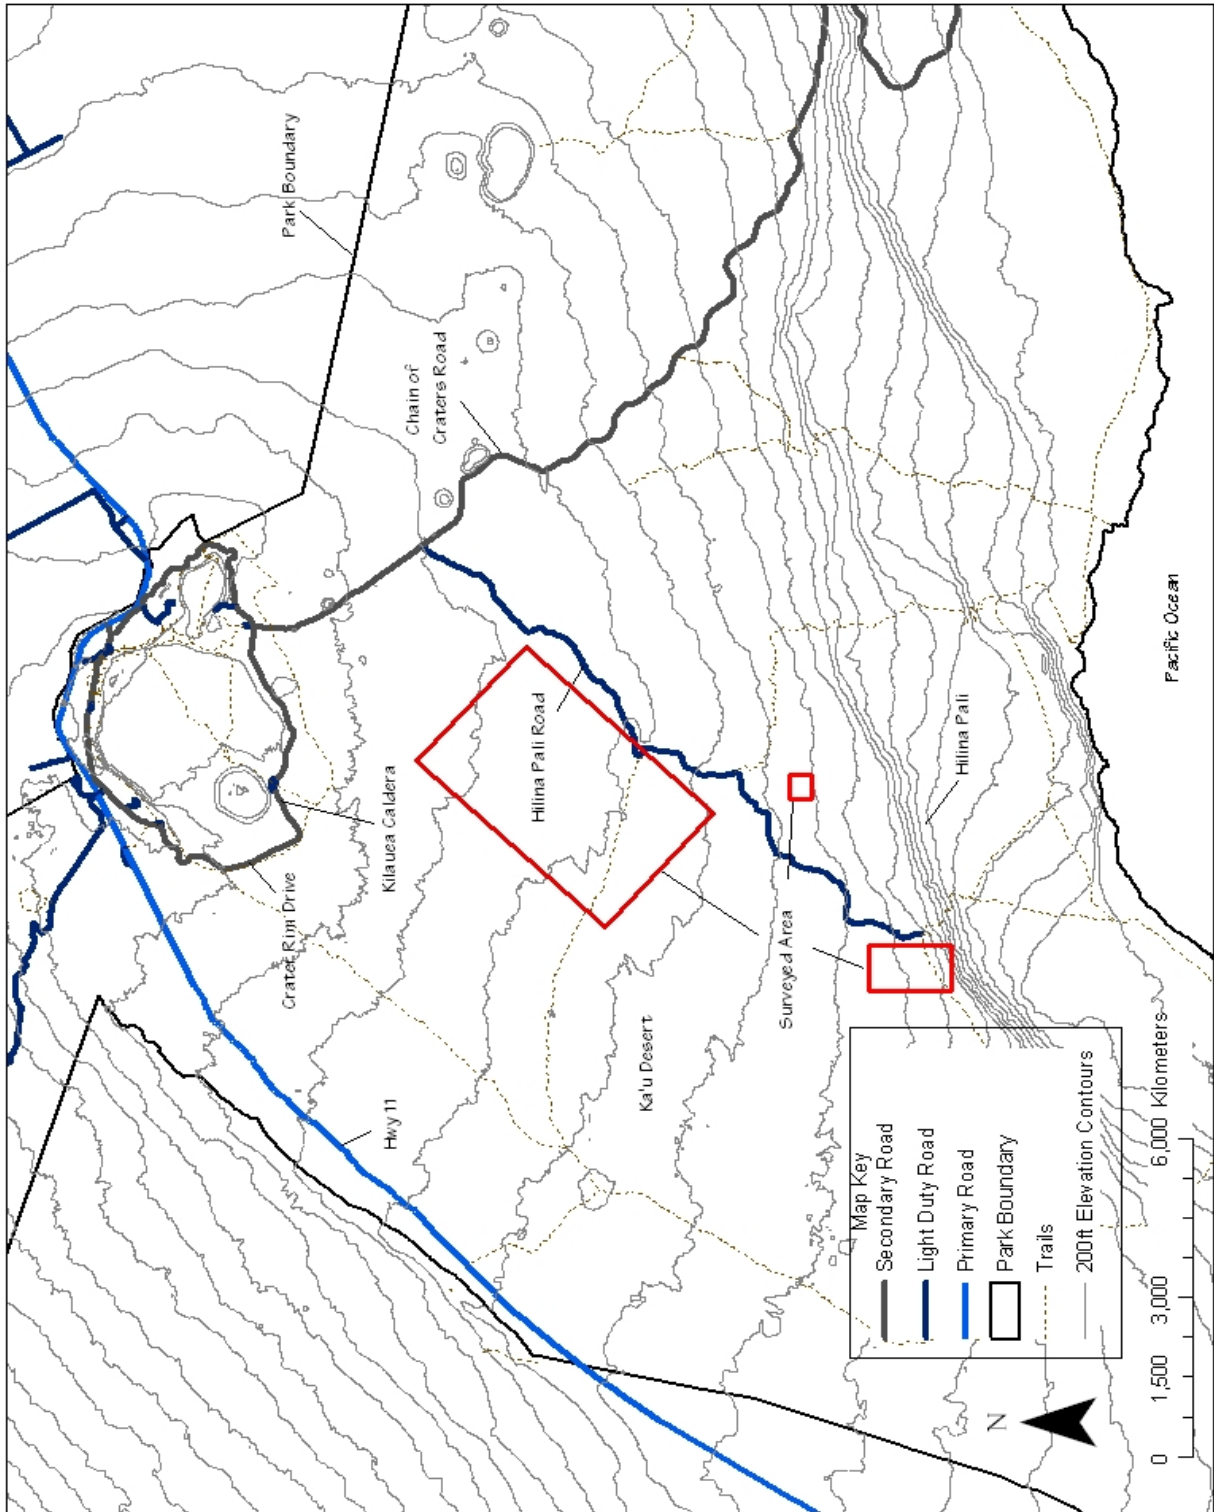 Park Boundary
Chain of
Craters Road
Crater Rim Drive
Kilauea Caldera
Hilina Pali Road
Hwy 11
Ka'u Desert
Surveyed Area
Hilina Pali
Pacific Ocean
Map Key
Secondary Road
Light Duty Road
Primary Road
Park Boundary
Trails
200ft Elevation Contours
N
0 1,500 3,000 6,000 Kilometers